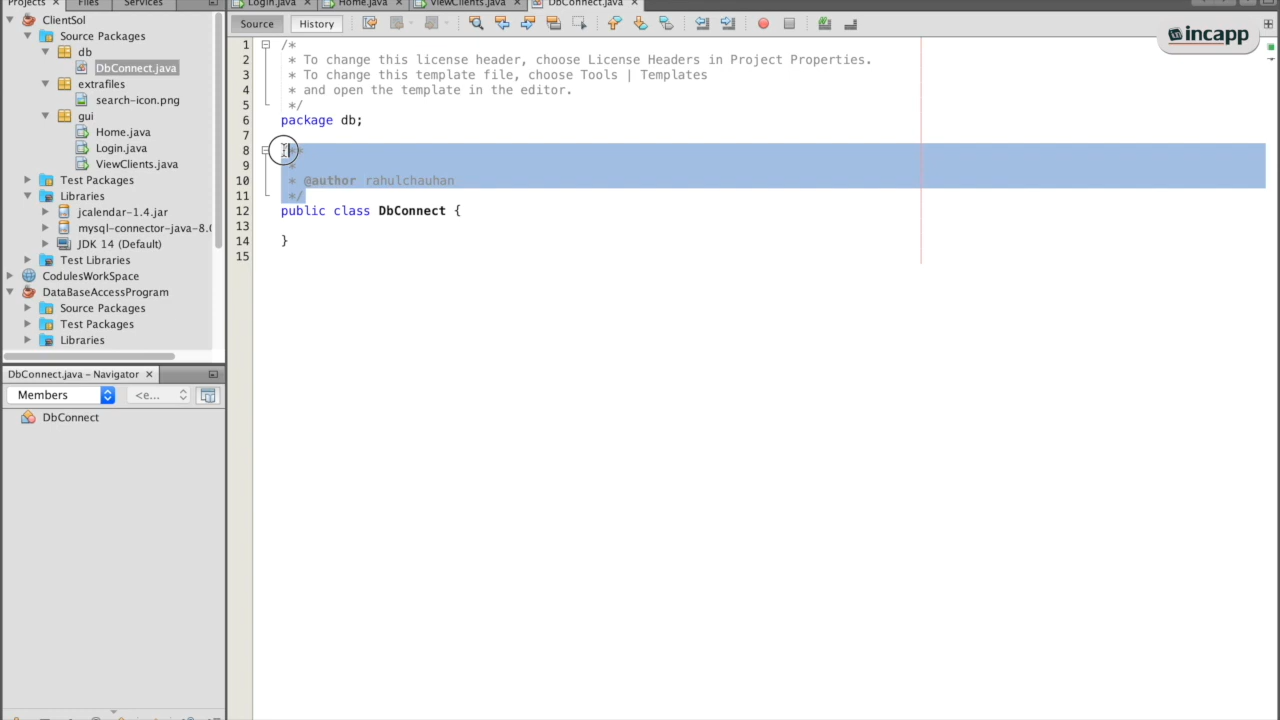 Projects
Files
Services
Login.java
Home.java
ViewClients.java
DbConnect.java
incapp
Source
History
ClientSol
Source Packages
db
DbConnect.java
extrafiles
search-icon.png
gui
Home.java
Login.java
ViewClients.java
Test Packages
Libraries
jcalendar-1.4.jar
mysql-connector-java-8.0
JDK 14 (Default)
Test Libraries
CodulesWorkSpace
DataBaseAccessProgram
Source Packages
Test Packages
Libraries
DbConnect.java – Navigator
Members
<e...
DbConnect
1 /*
2 * To change this license header, choose License Headers in Project Properties.
3 * To change this template file, choose Tools | Templates
4 * and open the template in the editor.
5 */
6 package db;
7
8 /**
9 *
10 * @author rahulchauhan
11 */
12 public class DbConnect {
13
14 }
15